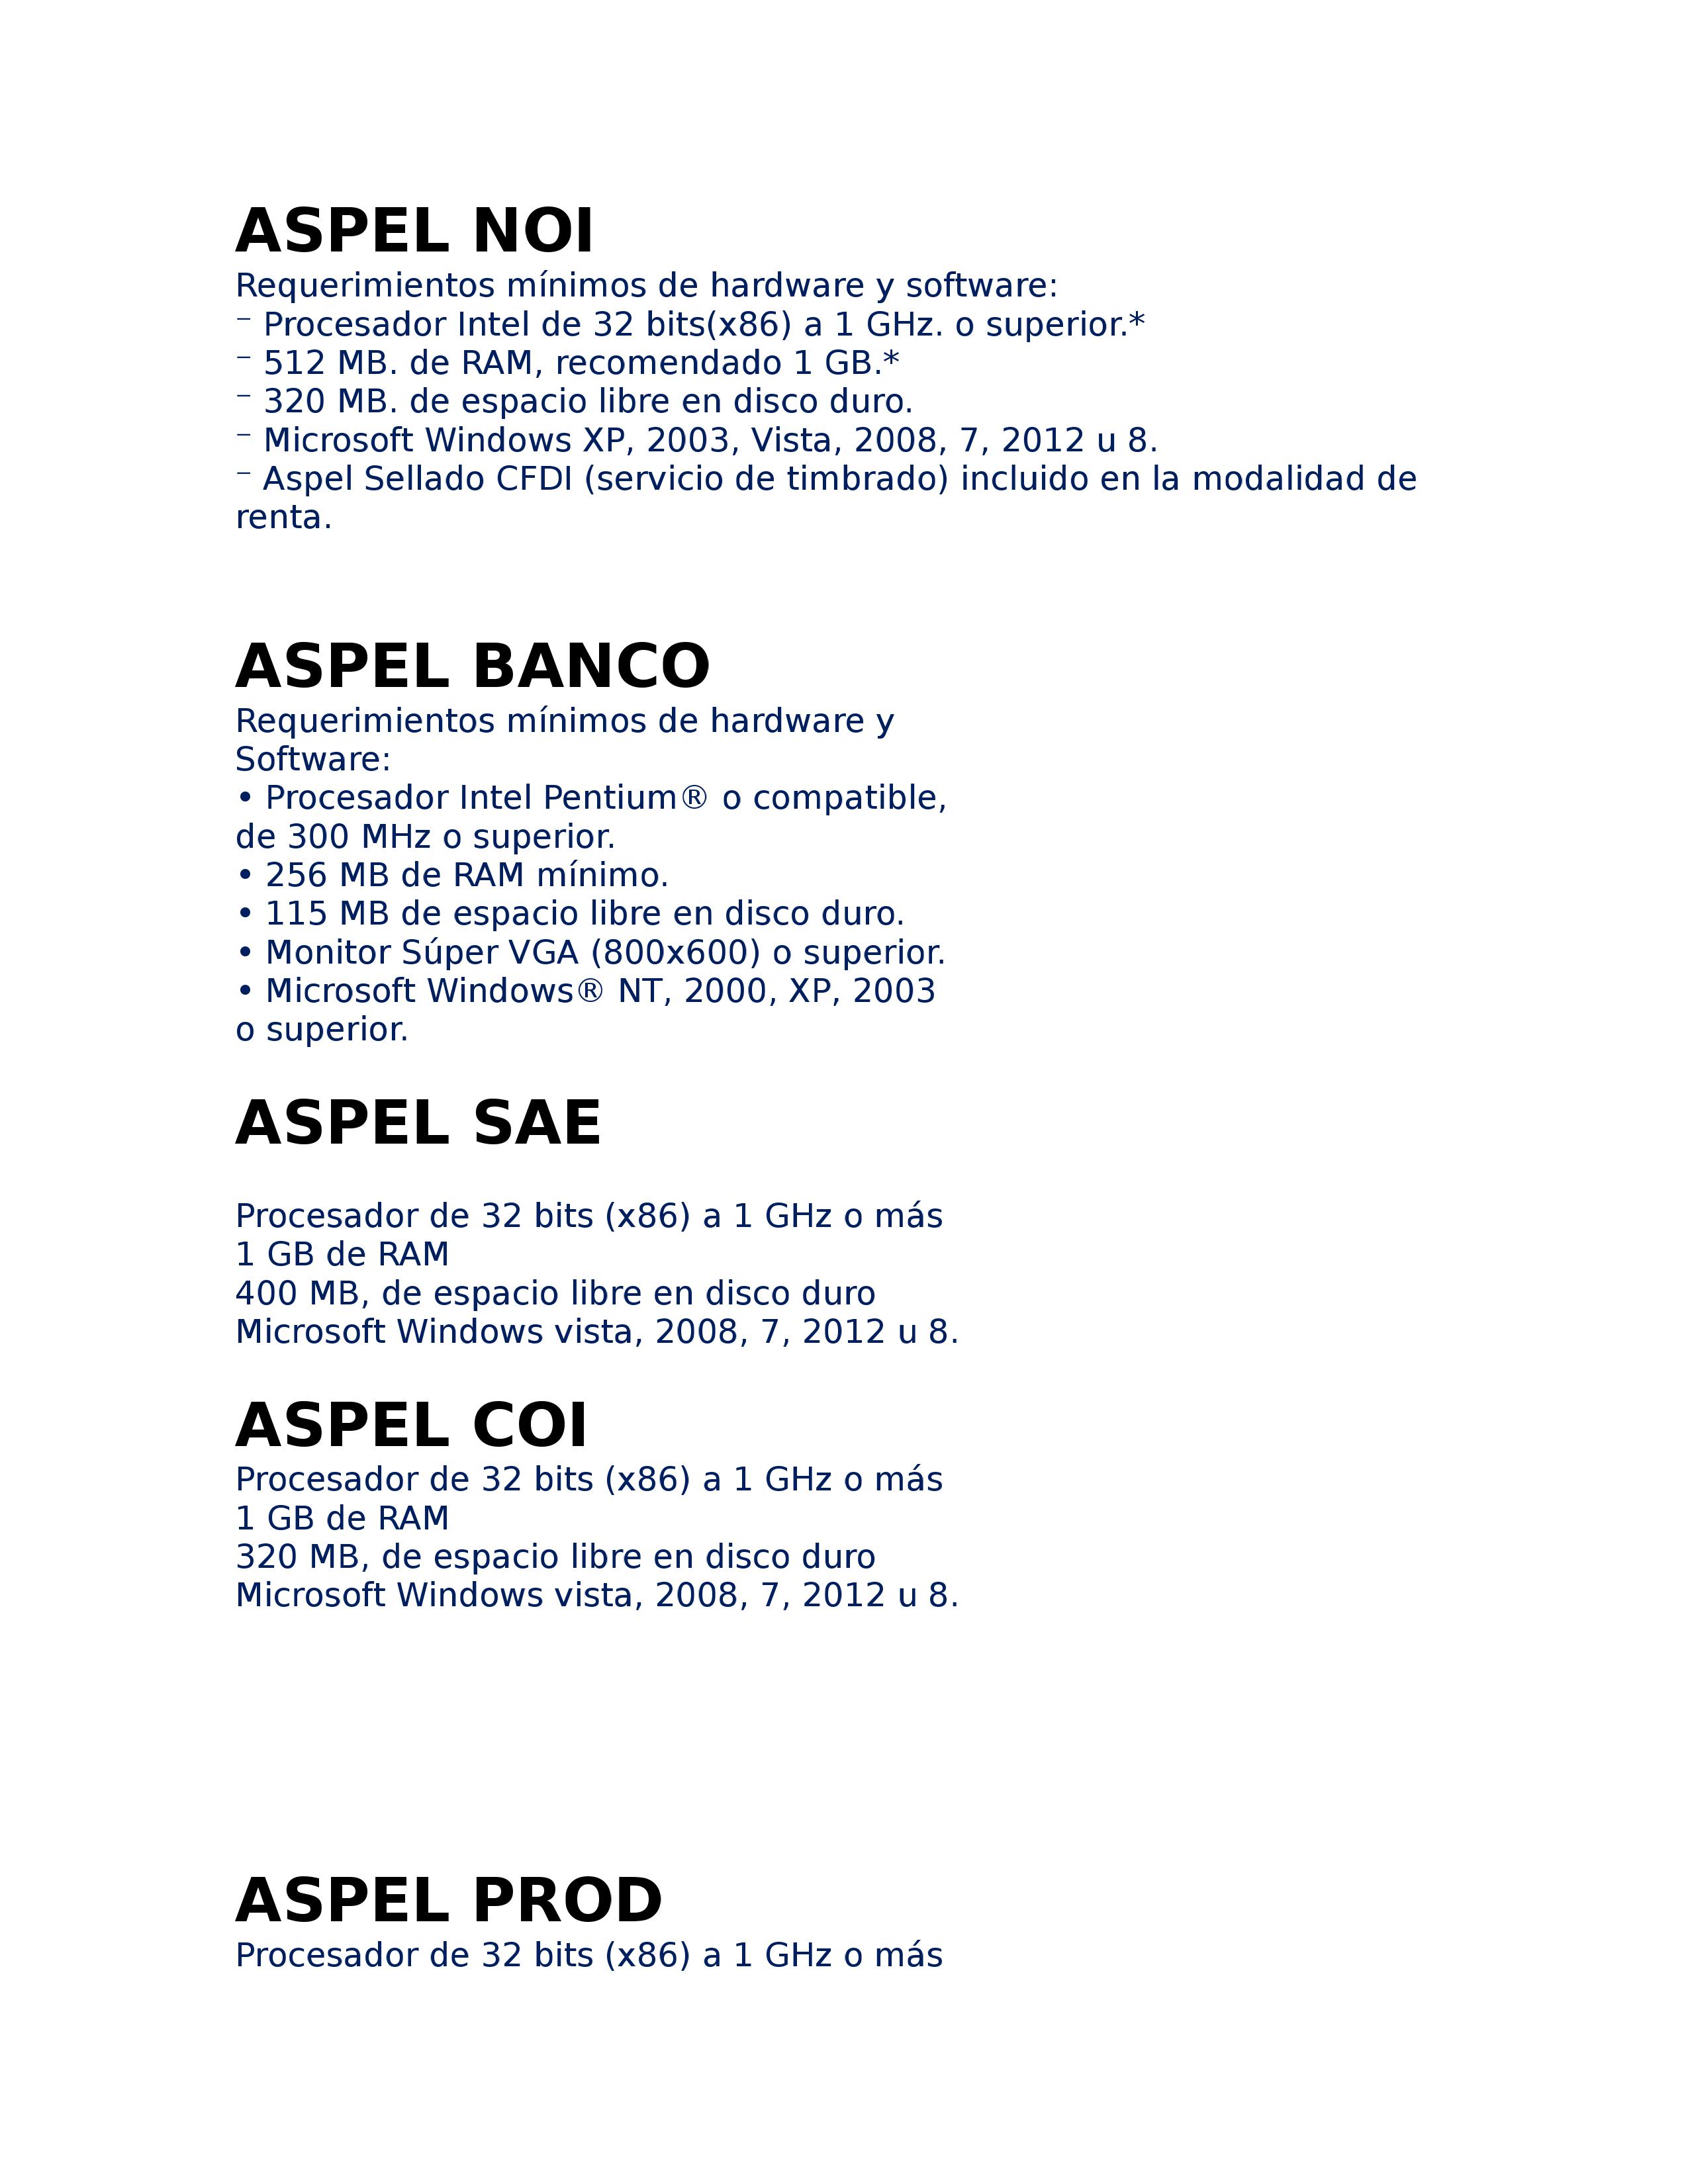 ASPEL NOI
Requerimientos mínimos de hardware y software:
⁻ Procesador Intel de 32 bits(x86) a 1 GHz. o superior.*
⁻ 512 MB. de RAM, recomendado 1 GB.*
⁻ 320 MB. de espacio libre en disco duro.
⁻ Microsoft Windows XP, 2003, Vista, 2008, 7, 2012 u 8.
⁻ Aspel Sellado CFDI (servicio de timbrado) incluido en la modalidad de
renta.
ASPEL BANCO
Requerimientos mínimos de hardware y
Software:
• Procesador Intel Pentium® o compatible,
de 300 MHz o superior.
• 256 MB de RAM mínimo.
• 115 MB de espacio libre en disco duro.
• Monitor Súper VGA (800x600) o superior.
• Microsoft Windows® NT, 2000, XP, 2003
o superior.
ASPEL SAE
Procesador de 32 bits (x86) a 1 GHz o más
1 GB de RAM
400 MB, de espacio libre en disco duro
Microsoft Windows vista, 2008, 7, 2012 u 8.
ASPEL COI
Procesador de 32 bits (x86) a 1 GHz o más
1 GB de RAM
320 MB, de espacio libre en disco duro
Microsoft Windows vista, 2008, 7, 2012 u 8.
ASPEL PROD
Procesador de 32 bits (x86) a 1 GHz o más